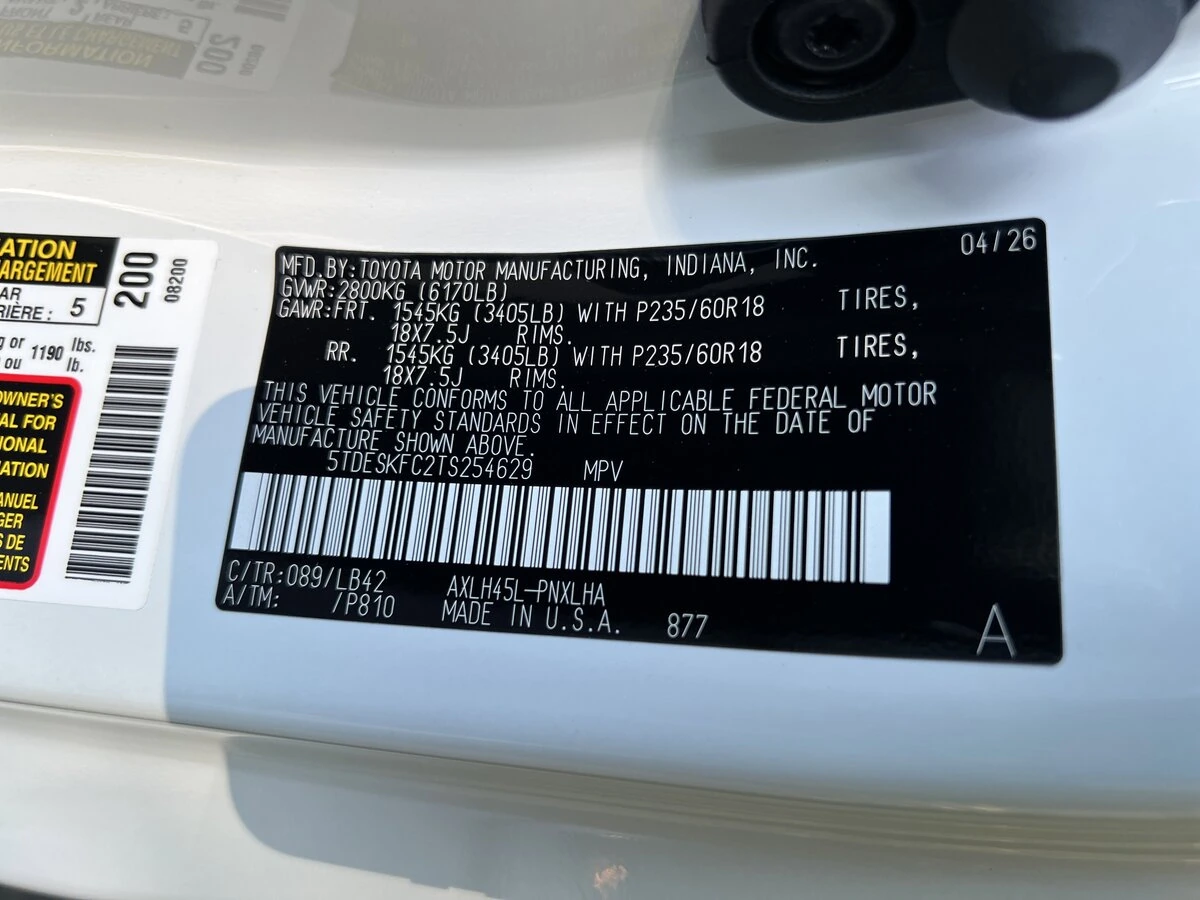 ATION
ARGEMENT
AR
RIÈRE : 5
g or 1190 lbs.
ou lb.
OWNER'S
AL FOR
IONAL
ATION
ANUEL
GER
S DE
ENTS
200
08200
04/26
MFD.BY:TOYOTA MOTOR MANUFACTURING, INDIANA, INC.
GVWR:2800KG (6170LB)
GAWR:FRT. 1545KG (3405LB) WITH P235/60R18 TIRES,
18X7.5J RIMS.
RR. 1545KG (3405LB) WITH P235/60R18 TIRES,
18X7.5J RIMS.
THIS VEHICLE CONFORMS TO ALL APPLICABLE FEDERAL MOTOR
VEHICLE SAFETY STANDARDS IN EFFECT ON THE DATE OF
MANUFACTURE SHOWN ABOVE.
5TDESKFC2TS254629 MPV
C/TR:089/LB42 AXLH45L-PNXLHA
A/TM: /P810 MADE IN U.S.A. 877
A